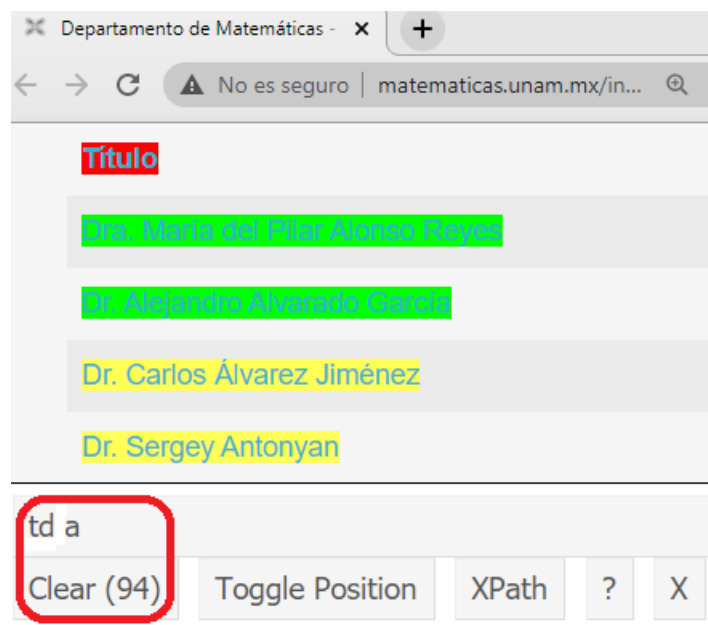 Departamento de Matemáticas - x +
No es seguro | matematicas.unam.mx/in...
Título
Dra. María del Pilar Alonso Reyes
Dr. Alejandro Alvarado García
Dr. Carlos Álvarez Jiménez
Dr. Sergey Antonyan
td a
Clear (94) Toggle Position XPath ? X